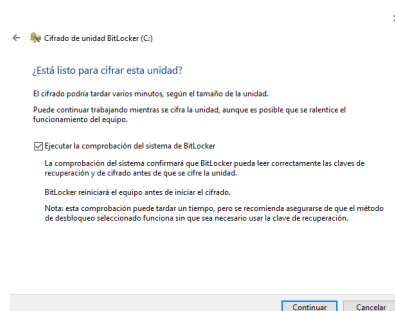 Cifrado de unidad BitLocker (C:)
¿Está listo para cifrar esta unidad?
El cifrado podría tardar varios minutos, según el tamaño de la unidad.
Puede continuar trabajando mientras se cifra la unidad, aunque es posible que se ralentice el
funcionamiento del equipo.
Ejecutar la comprobación del sistema de BitLocker
La comprobación del sistema confirmará que BitLocker pueda leer correctamente las claves de
recuperación y de cifrado antes de que se cifre la unidad.
BitLocker reiniciará el equipo antes de iniciar el cifrado.
Nota: esta comprobación puede tardar un tiempo, pero se recomienda asegurarse de que el método
de desbloqueo seleccionado funciona sin que sea necesario usar la clave de recuperación.
Continuar Cancelar